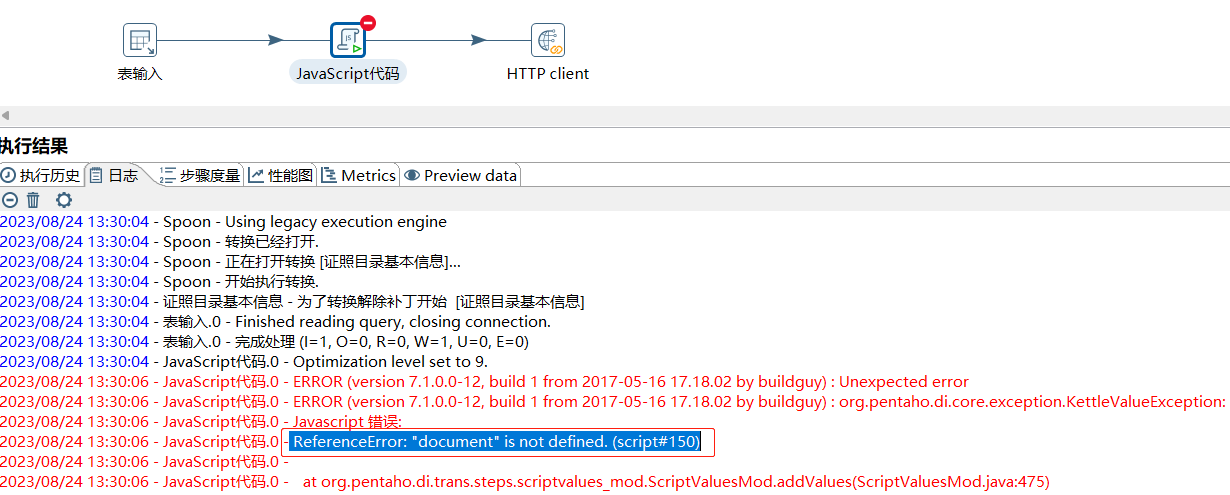 表输入
JavaScript代码
HTTP client
执行结果
执行历史 日志 步骤度量 性能图 Metrics Preview data
2023/08/24 13:30:04 - Spoon - Using legacy execution engine
2023/08/24 13:30:04 - Spoon - 转换已经打开.
2023/08/24 13:30:04 - Spoon - 正在打开转换 [证照目录基本信息]...
2023/08/24 13:30:04 - Spoon - 开始执行转换.
2023/08/24 13:30:04 - 证照目录基本信息 - 为了转换解除补丁开始  [证照目录基本信息]
2023/08/24 13:30:04 - 表输入.0 - Finished reading query, closing connection.
2023/08/24 13:30:04 - 表输入.0 - 完成处理 (I=1, O=0, R=0, W=1, U=0, E=0)
2023/08/24 13:30:04 - JavaScript代码.0 - Optimization level set to 9.
2023/08/24 13:30:06 - JavaScript代码.0 - ERROR (version 7.1.0.0-12, build 1 from 2017-05-16 17.18.02 by buildguy) : Unexpected error
2023/08/24 13:30:06 - JavaScript代码.0 - ERROR (version 7.1.0.0-12, build 1 from 2017-05-16 17.18.02 by buildguy) : org.pentaho.di.core.exception.KettleValueException:
2023/08/24 13:30:06 - JavaScript代码.0 - Javascript 错误:
2023/08/24 13:30:06 - JavaScript代码.0 - ReferenceError: "document" is not defined. (script#150)
2023/08/24 13:30:06 - JavaScript代码.0 -
2023/08/24 13:30:06 - JavaScript代码.0 -   at org.pentaho.di.trans.steps.scriptvalues_mod.ScriptValuesMod.addValues(ScriptValuesMod.java:475)